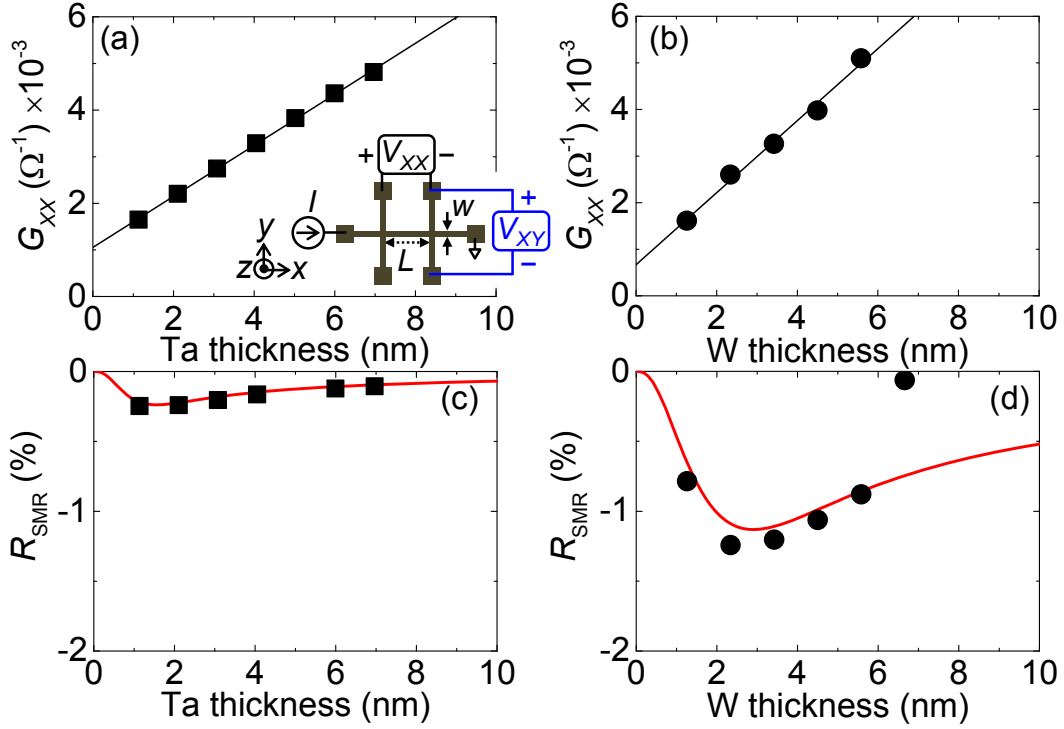 (a)
G_XX (Ω⁻¹) ×10⁻³
6
4
2
0
0 2 4 6 8 10
Ta thickness (nm)
+ V_XX −
I
w
L
+
V_XY
−
y
z x
(b)
G_XX (Ω⁻¹) ×10⁻³
6
4
2
0
0 2 4 6 8 10
W thickness (nm)
(c)
R_SMR (%)
0
-1
-2
0 2 4 6 8 10
Ta thickness (nm)
(d)
R_SMR (%)
0
-1
-2
0 2 4 6 8 10
W thickness (nm)